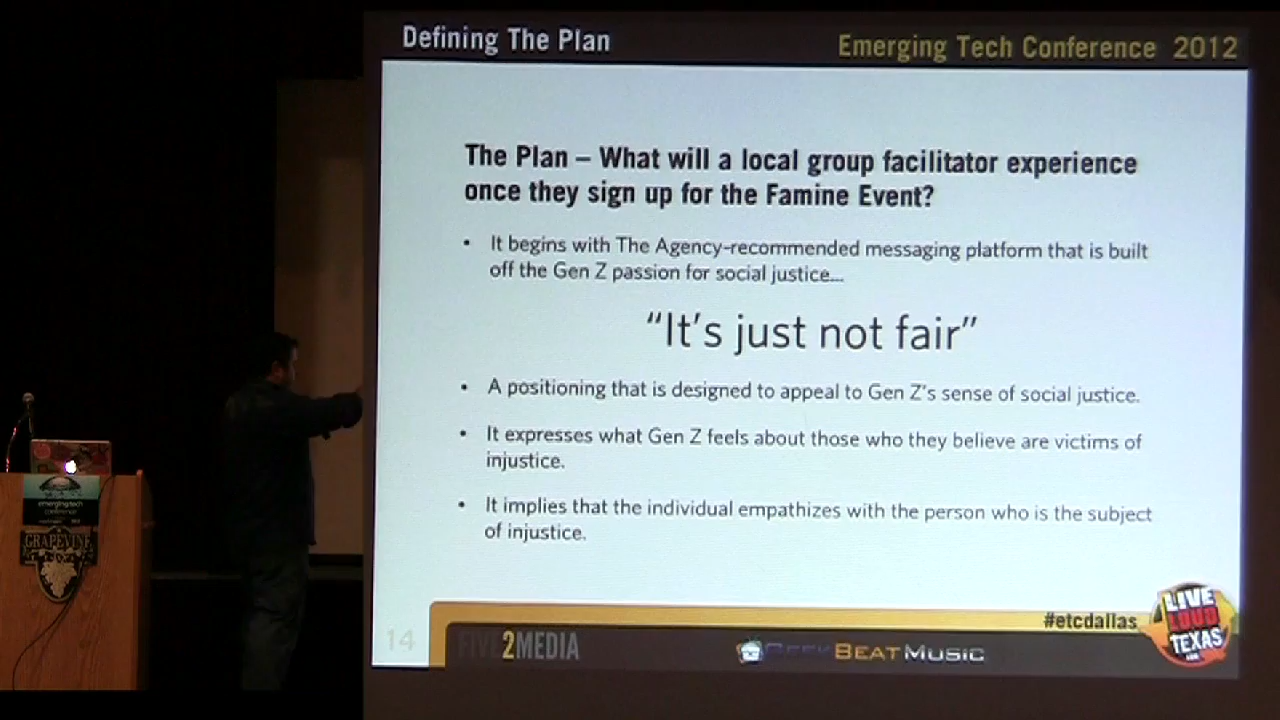 Defining The Plan
Emerging Tech Conference 2012
The Plan – What will a local group facilitator experience
once they sign up for the Famine Event?
• It begins with The Agency-recommended messaging platform that is built
off the Gen Z passion for social justice...
“It’s just not fair”
• A positioning that is designed to appeal to Gen Z’s sense of social justice.
• It expresses what Gen Z feels about those who they believe are victims of
injustice.
• It implies that the individual empathizes with the person who is the subject
of injustice.
#etcdallas
LIVE
LOUD
TEXAS
14
FIVE2MEDIA
GEEKBEATMUSIC
emergingtech
conference
GRAPEVINE